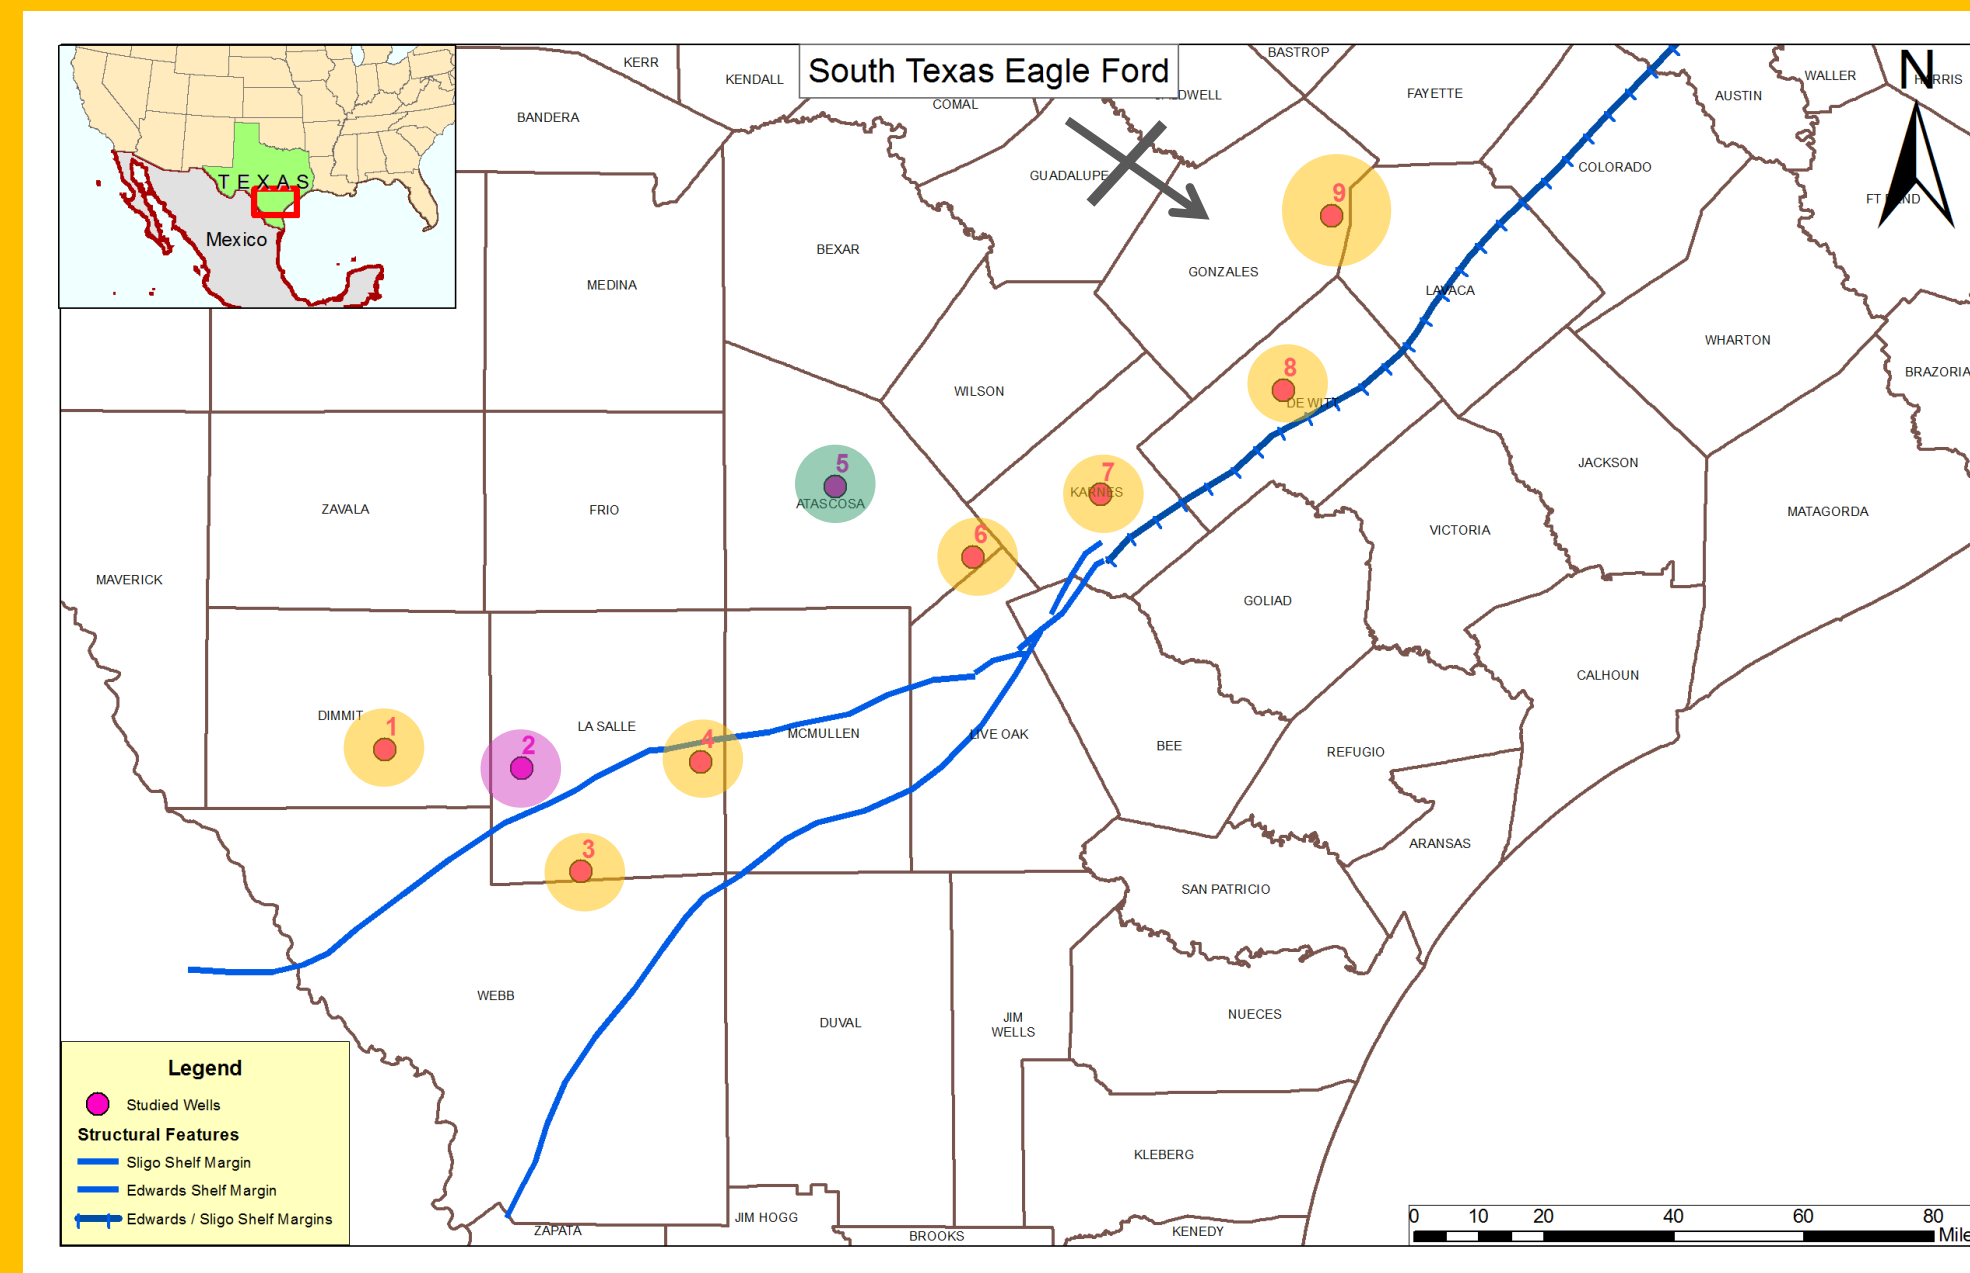 South Texas Eagle Ford
N
KERR
KENDALL
COMAL
BASTROP
FAYETTE
AUSTIN
WALLER
BANDERA
COLORADO
GUADALUPE
TEXAS
Mexico
BEXAR
MEDINA
GONZALES
9
LAVACA
WHARTON
BRAZORIA
WILSON
8
DE WITT
5
ATASCOSA
7
KARNES
JACKSON
ZAVALA
FRIO
6
VICTORIA
MATAGORDA
MAVERICK
GOLIAD
CALHOUN
DIMMIT
1
LA SALLE
2
4
MCMULLEN
LIVE OAK
BEE
REFUGIO
3
ARANSAS
SAN PATRICIO
WEBB
DUVAL
JIM
WELLS
NUECES
KLEBERG
ZAPATA
JIM HOGG
BROOKS
KENEDY
Legend
Studied Wells
Structural Features
Sligo Shelf Margin
Edwards Shelf Margin
Edwards / Sligo Shelf Margins
0 10 20 40 60 80